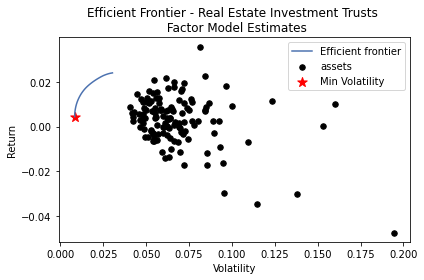 Efficient Frontier - Real Estate Investment Trusts
Factor Model Estimates
Efficient frontier
assets
Min Volatility
Return
0.02
0.00
−0.02
−0.04
0.000 0.025 0.050 0.075 0.100 0.125 0.150 0.175 0.200
Volatility